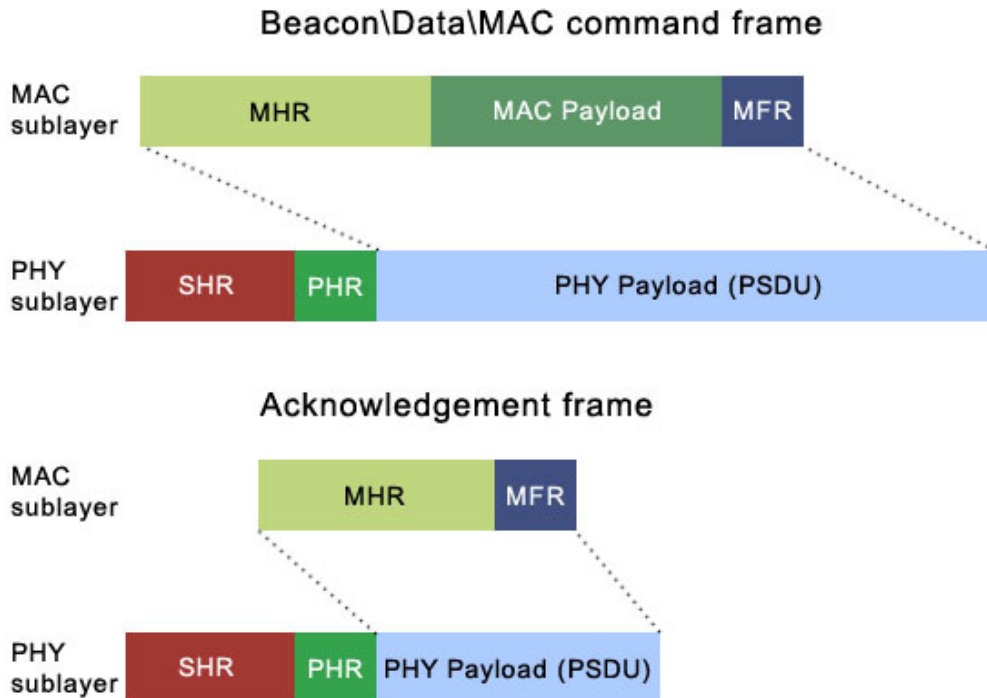 Beacon\Data\MAC command frame
MAC
sublayer
MHR
MAC Payload
MFR
PHY
sublayer
SHR
PHR
PHY Payload (PSDU)
Acknowledgement frame
MAC
sublayer
MHR
MFR
PHY
sublayer
SHR
PHR
PHY Payload (PSDU)